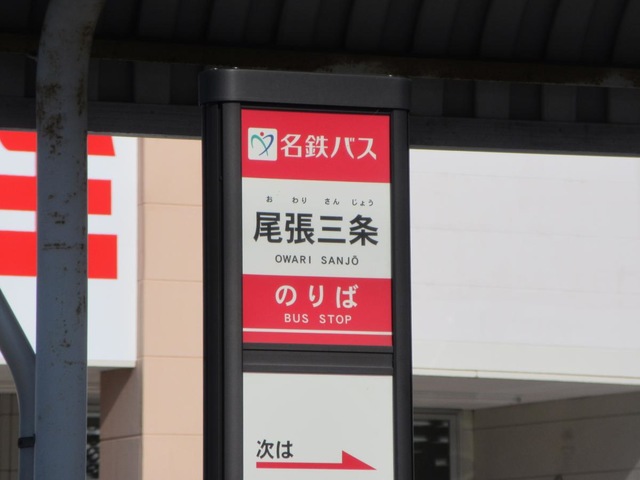 名鉄バス
お わり さん じょう
尾張三条
OWARI SANJŌ
のりば
BUS STOP
次は